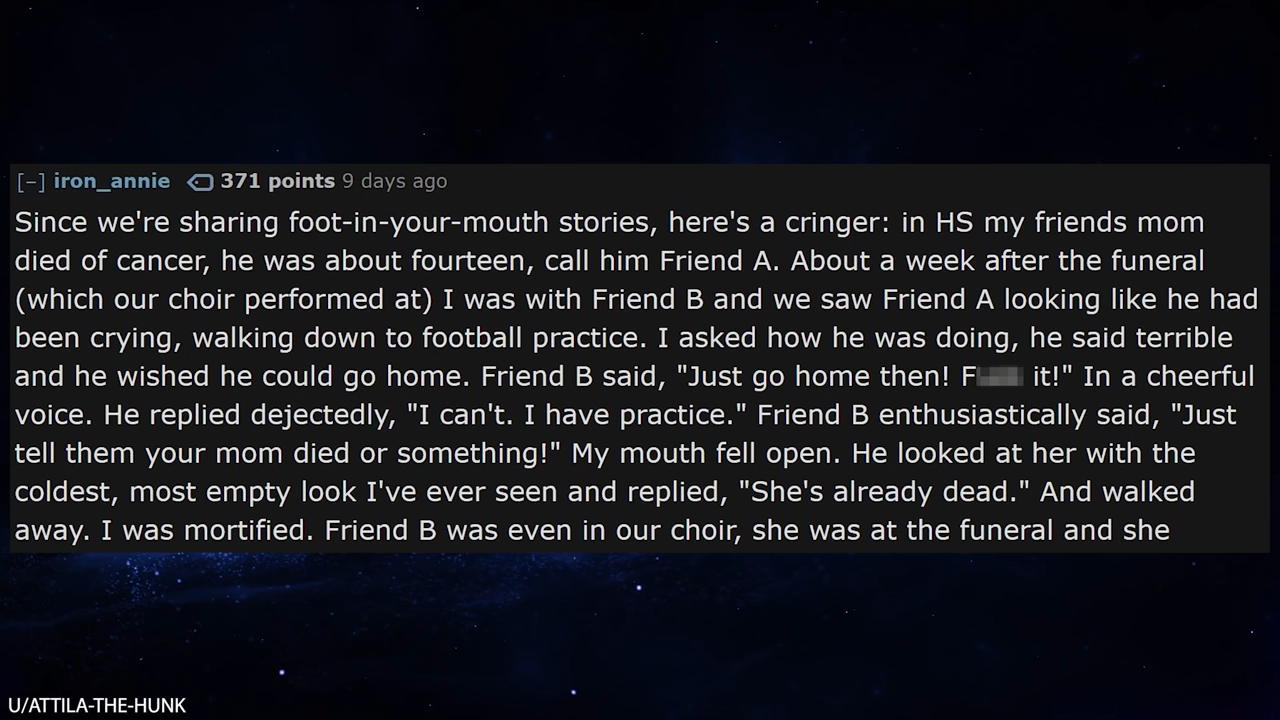 [-] iron_annie 371 points 9 days ago
Since we're sharing foot-in-your-mouth stories, here's a cringer: in HS my friends mom
died of cancer, he was about fourteen, call him Friend A. About a week after the funeral
(which our choir performed at) I was with Friend B and we saw Friend A looking like he had
been crying, walking down to football practice. I asked how he was doing, he said terrible
and he wished he could go home. Friend B said, "Just go home then! F it!" In a cheerful
voice. He replied dejectedly, "I can't. I have practice." Friend B enthusiastically said, "Just
tell them your mom died or something!" My mouth fell open. He looked at her with the
coldest, most empty look I've ever seen and replied, "She's already dead." And walked
away. I was mortified. Friend B was even in our choir, she was at the funeral and she
U/ATTILA-THE-HUNK